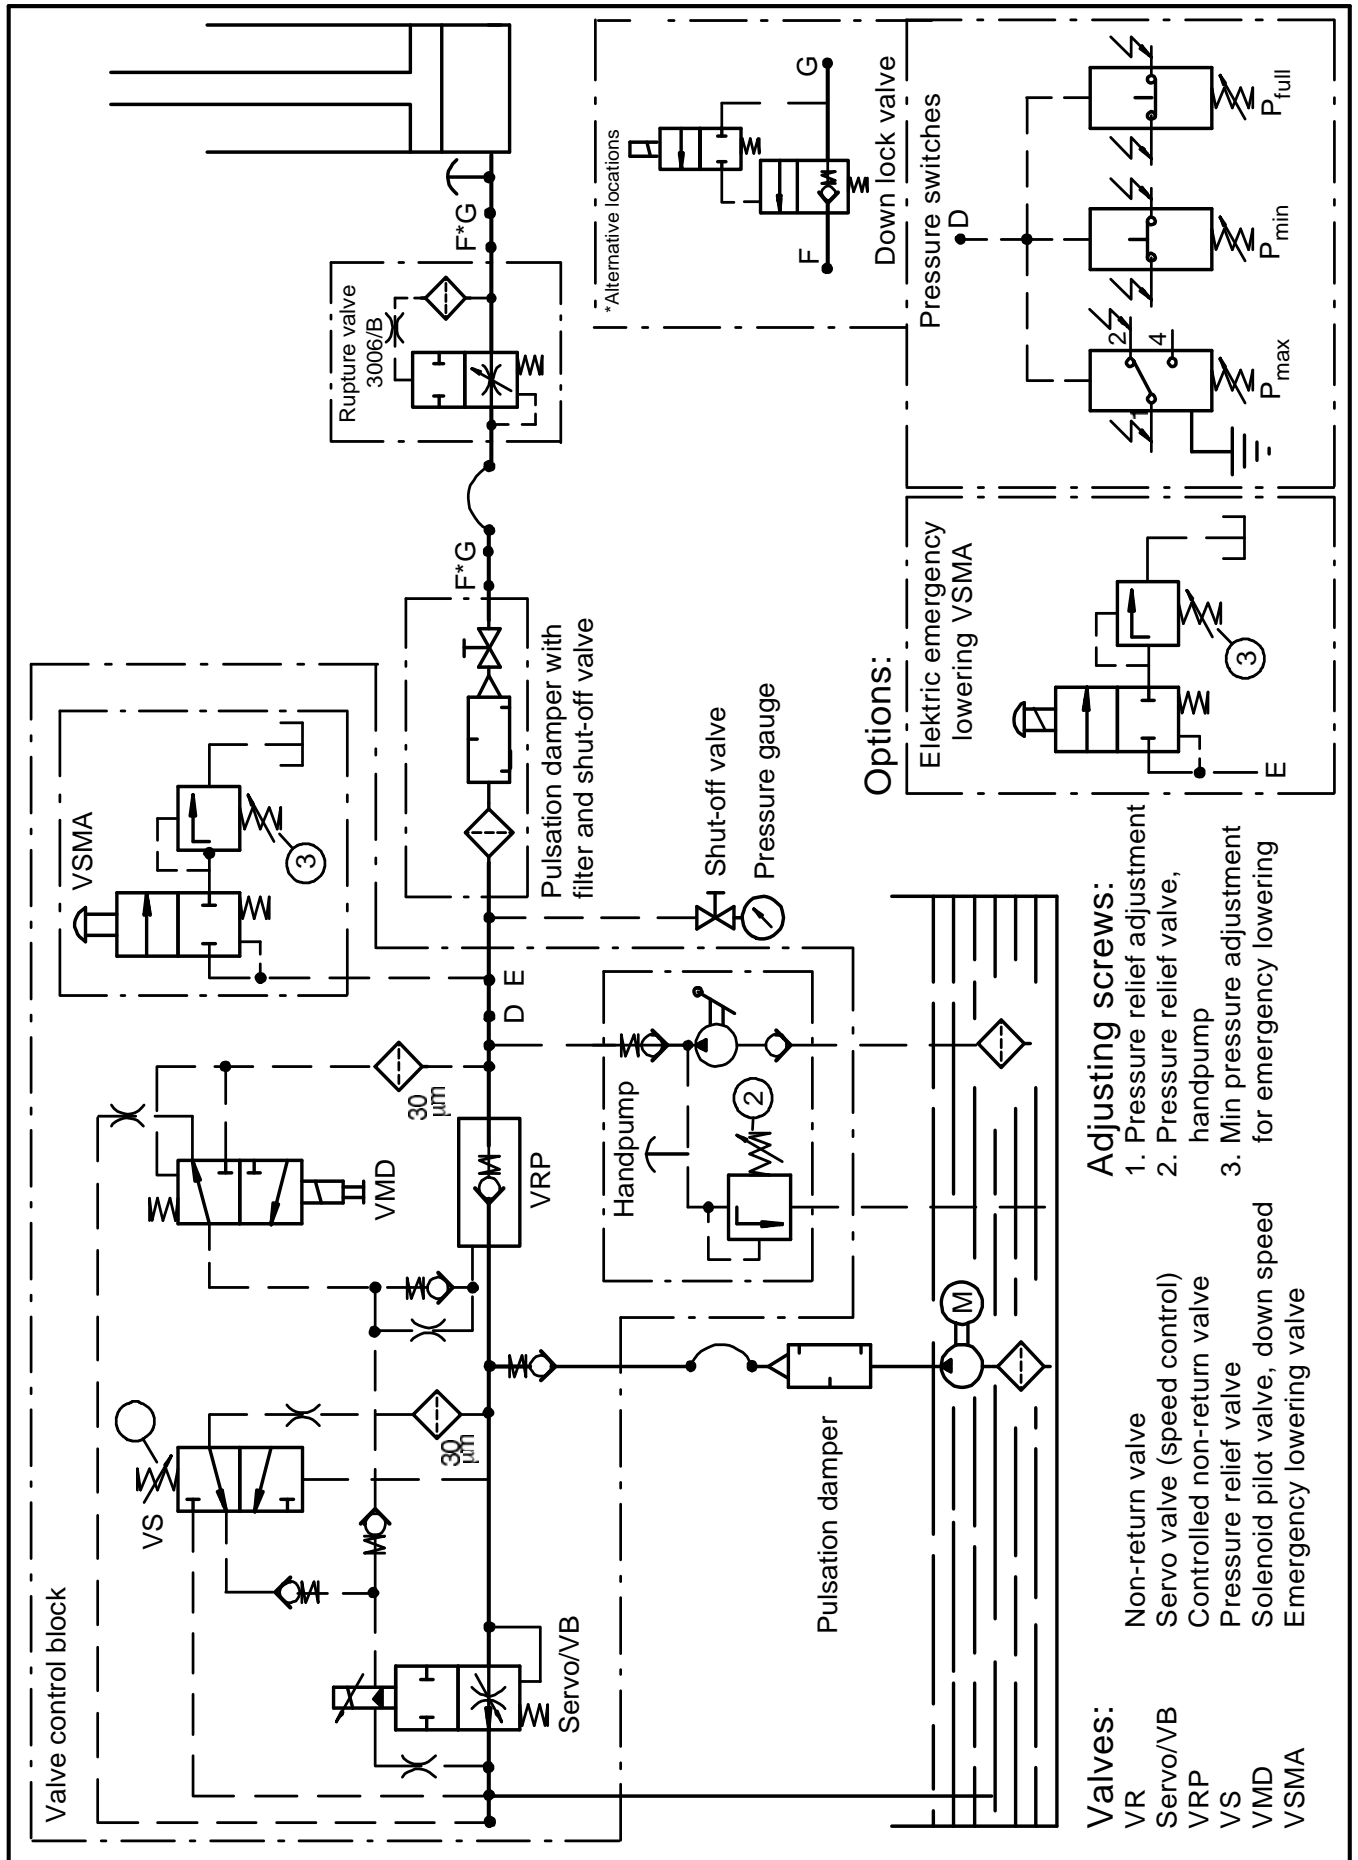 Valve control block
VS
30
µm
Servo/VB
VMD
30
µm
VRP
VSMA
3
D
E
Handpump
2
Pulsation damper with
filter and shut-off valve
Shut-off valve
Pressure gauge
F*G
Rupture valve
3006/B
F*G
Pulsation damper
M
*Alternative locations
F
G
Down lock valve
Pressure switches
D
1
2
4
P max
P min
P full
Options:
Elektric emergency
lowering VSMA
E
3
Valves:
VR Non-return valve
Servo/VB Servo valve (speed control)
VRP Controlled non-return valve
VS Pressure relief valve
VMD Solenoid pilot valve, down speed
VSMA Emergency lowering valve
Adjusting screws:
1. Pressure relief adjustment
2. Pressure relief valve,
handpump
3. Min pressure adjustment
for emergency lowering